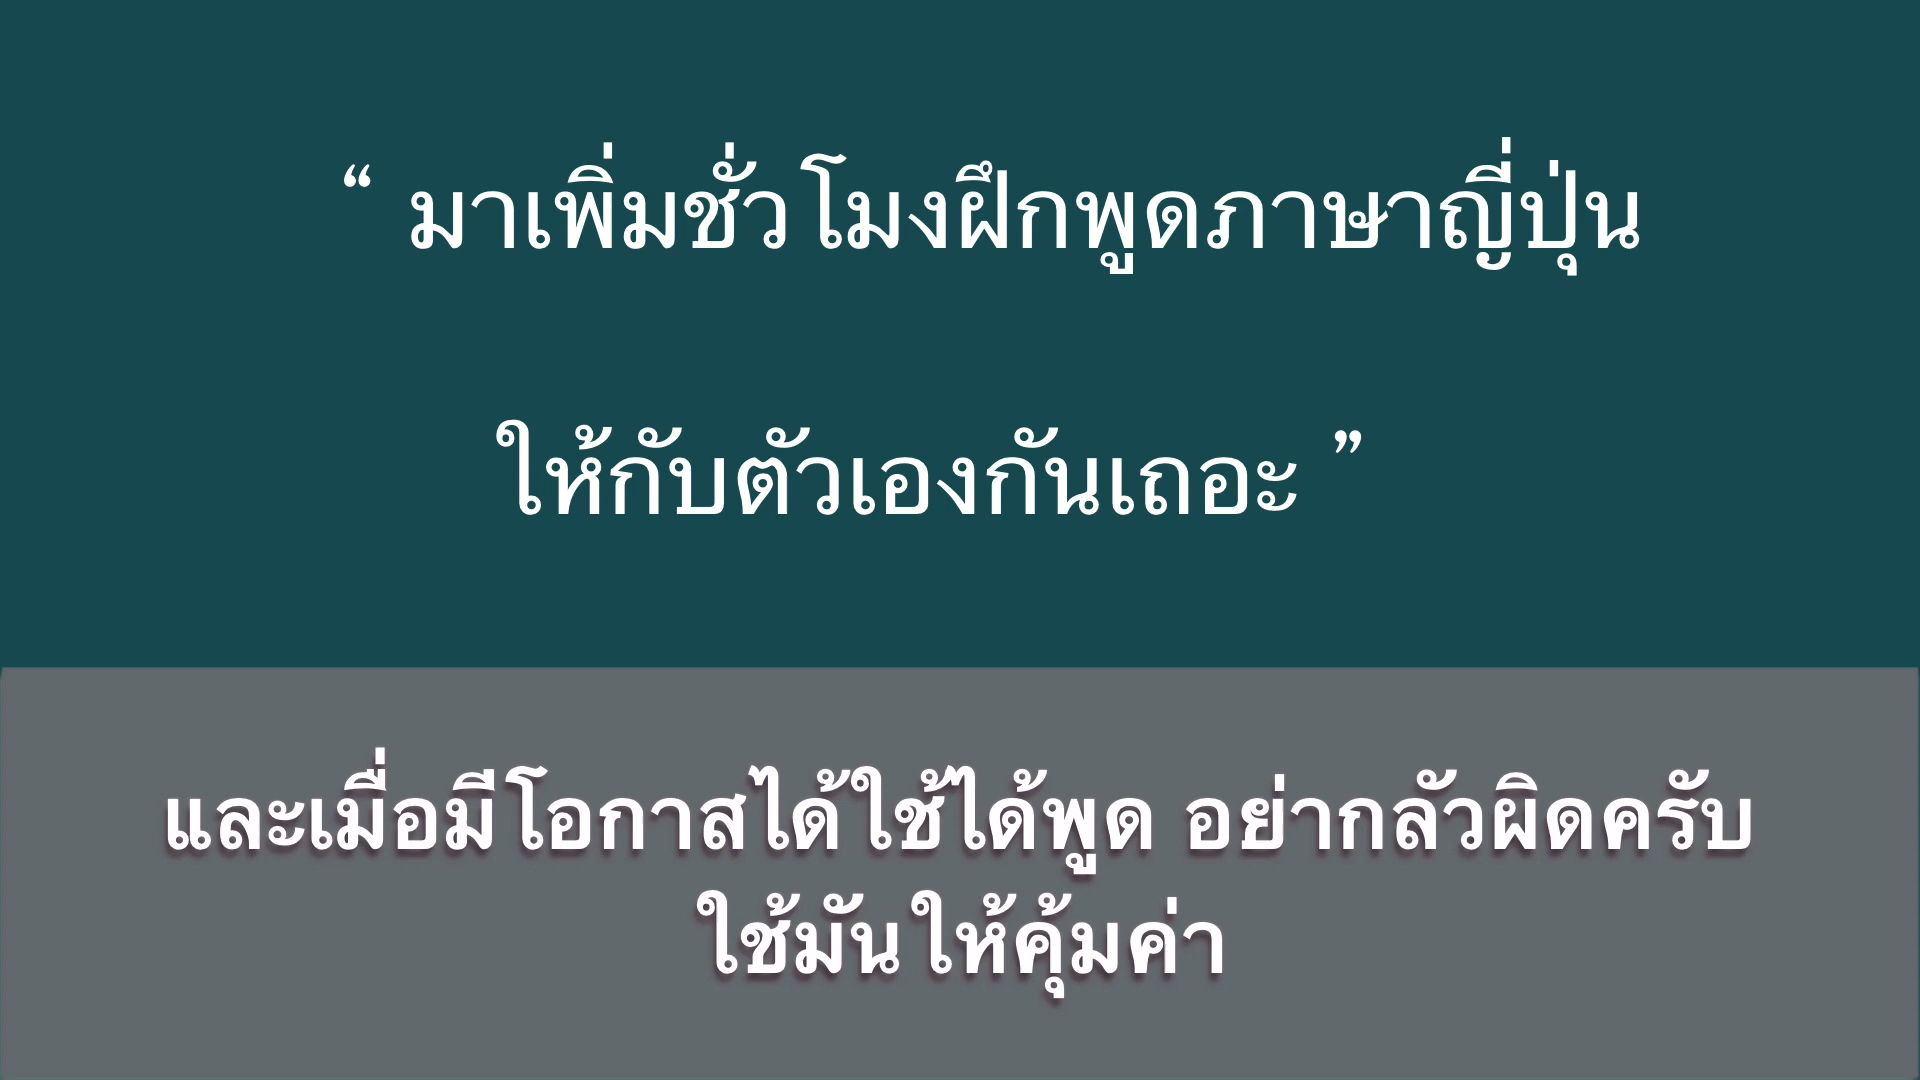 “ มาเพิ่มชั่วโมงฝึกพูดภาษาญี่ปุ่น
ให้กับตัวเองกันเถอะ ”
และเมื่อมีโอกาสได้ใช้ได้พูด อย่ากลัวผิดครับ
ใช้มันให้คุ้มค่า